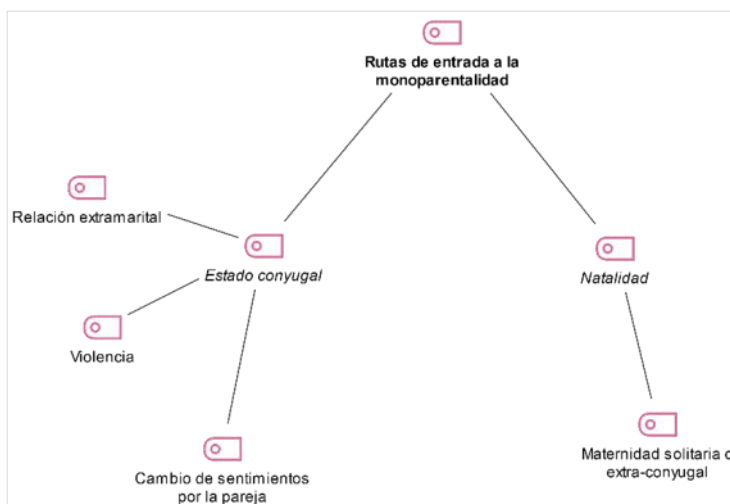 Rutas de entrada a la
monoparentalidad
Relación extramarital
Estado conyugal
Natalidad
Violencia
Cambio de sentimientos
por la pareja
Maternidad solitaria o
extra-conyugal